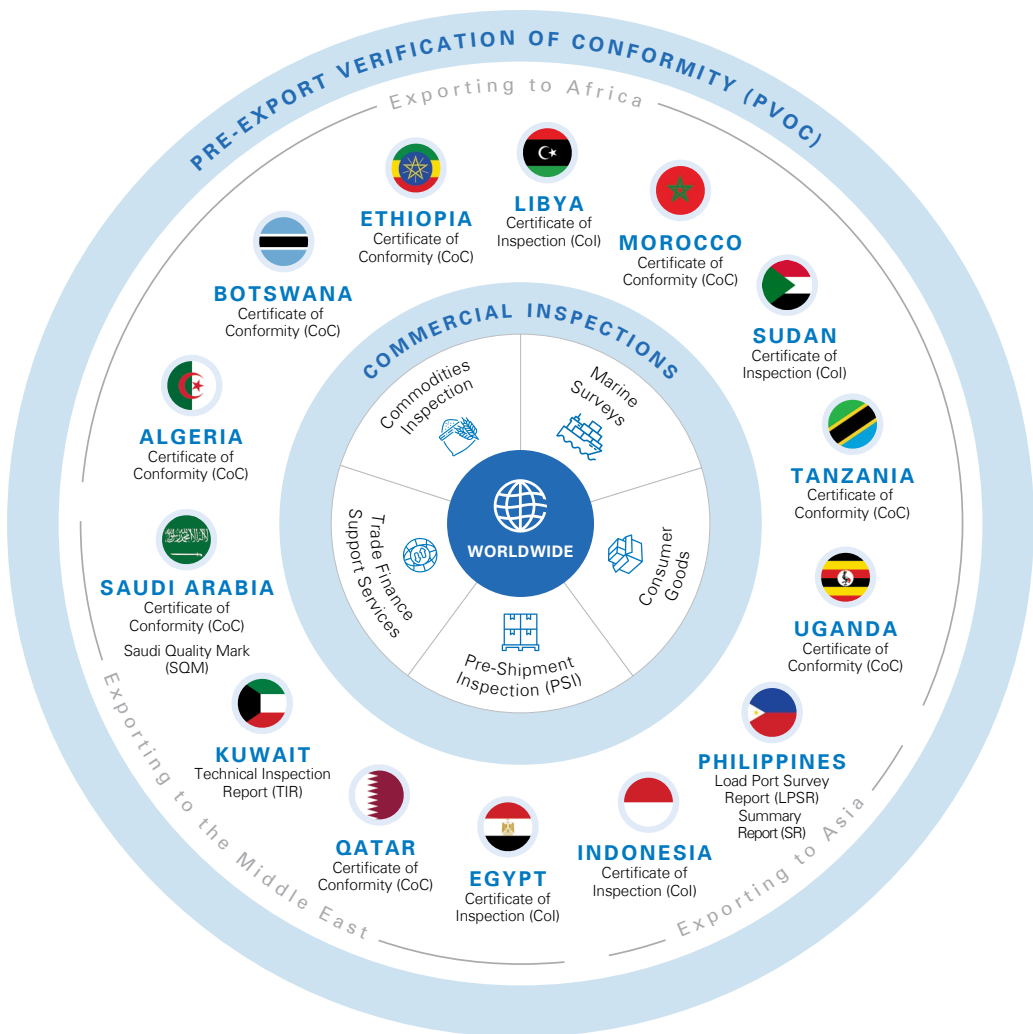 PRE-EXPORT VERIFICATION OF CONFORMITY (PVOC)
Exporting to Africa
ALGERIA
Certificate of
Conformity (CoC)
BOTSWANA
Certificate of
Conformity (CoC)
ETHIOPIA
Certificate of
Conformity (CoC)
LIBYA
Certificate of
Inspection (CoI)
MOROCCO
Certificate of
Conformity (CoC)
SUDAN
Certificate of
Inspection (CoI)
TANZANIA
Certificate of
Conformity (CoC)
UGANDA
Certificate of
Conformity (CoC)
Exporting to Asia
PHILIPPINES
Load Port Survey
Report (LPSR)
Summary
Report (SR)
INDONESIA
Certificate of
Inspection (CoI)
Exporting to the Middle East
EGYPT
Certificate of
Inspection (CoI)
QATAR
Certificate of
Conformity (CoC)
KUWAIT
Technical Inspection
Report (TIR)
SAUDI ARABIA
Certificate of
Conformity (CoC)
Saudi Quality Mark
(SQM)
COMMERCIAL INSPECTIONS
Commodities
Inspection
Marine
Surveys
Consumer
Goods
Pre-Shipment
Inspection (PSI)
Trade Finance
Support Services
WORLDWIDE